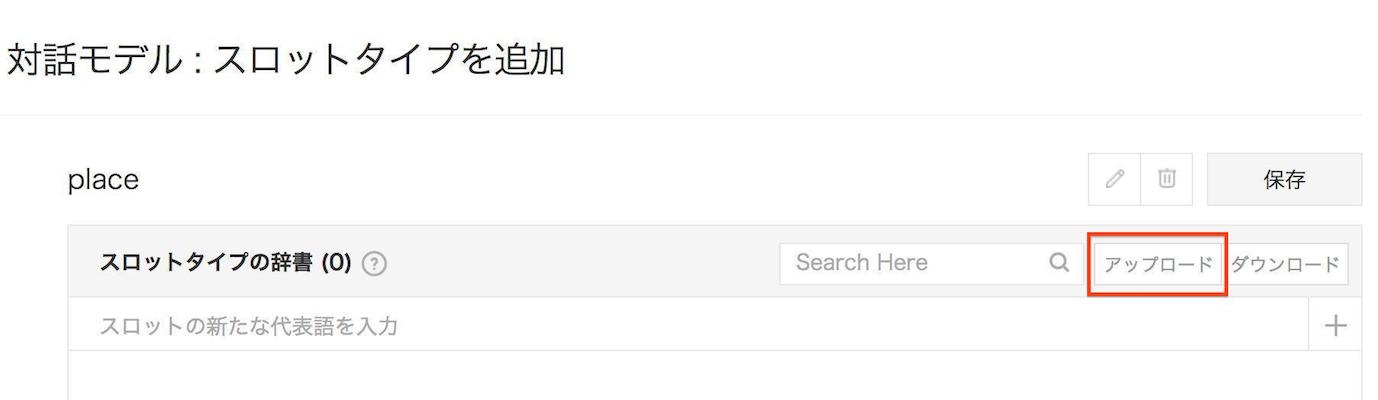 対話モデル : スロットタイプを追加
place
保存
スロットタイプの辞書 (0) ?
Search Here
アップロード
ダウンロード
スロットの新たな代表語を入力